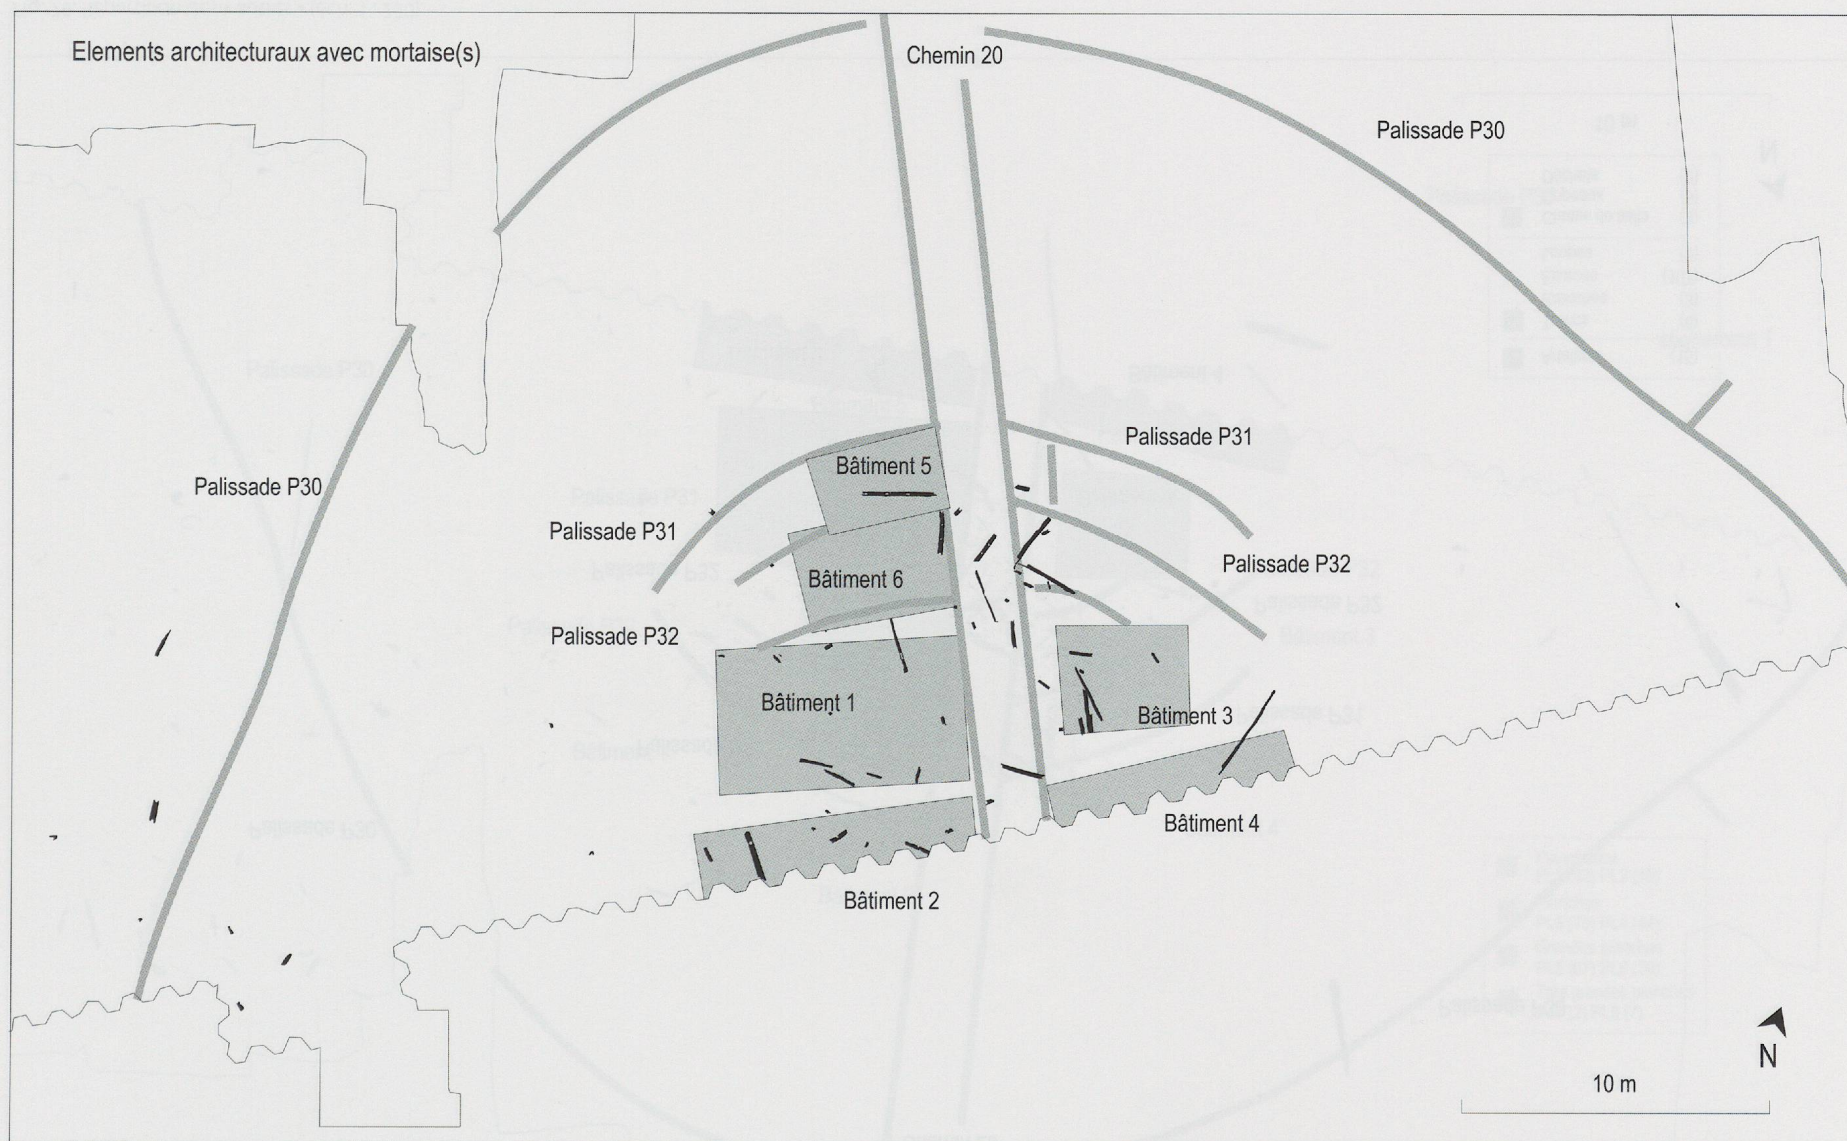 Elements architecturaux avec mortaise(s)
Chemin 20
Palissade P30
Palissade P31
Bâtiment 5
Palissade P30
Palissade P31
Palissade P32
Bâtiment 6
Palissade P32
Bâtiment 1
Bâtiment 3
Bâtiment 4
Bâtiment 2
N
10 m